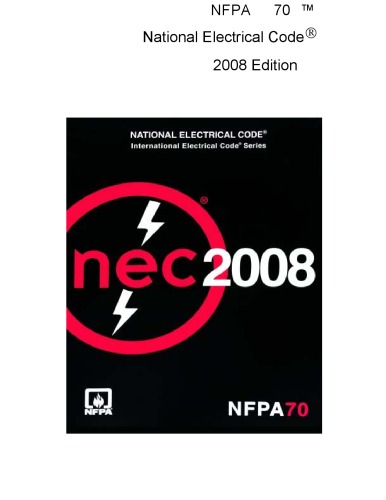 NFPA 70 ™
National Electrical Code®
2008 Edition
NATIONAL ELECTRICAL CODE®
International Electrical Code® Series
®
nec2008
NFPA
NFPA70